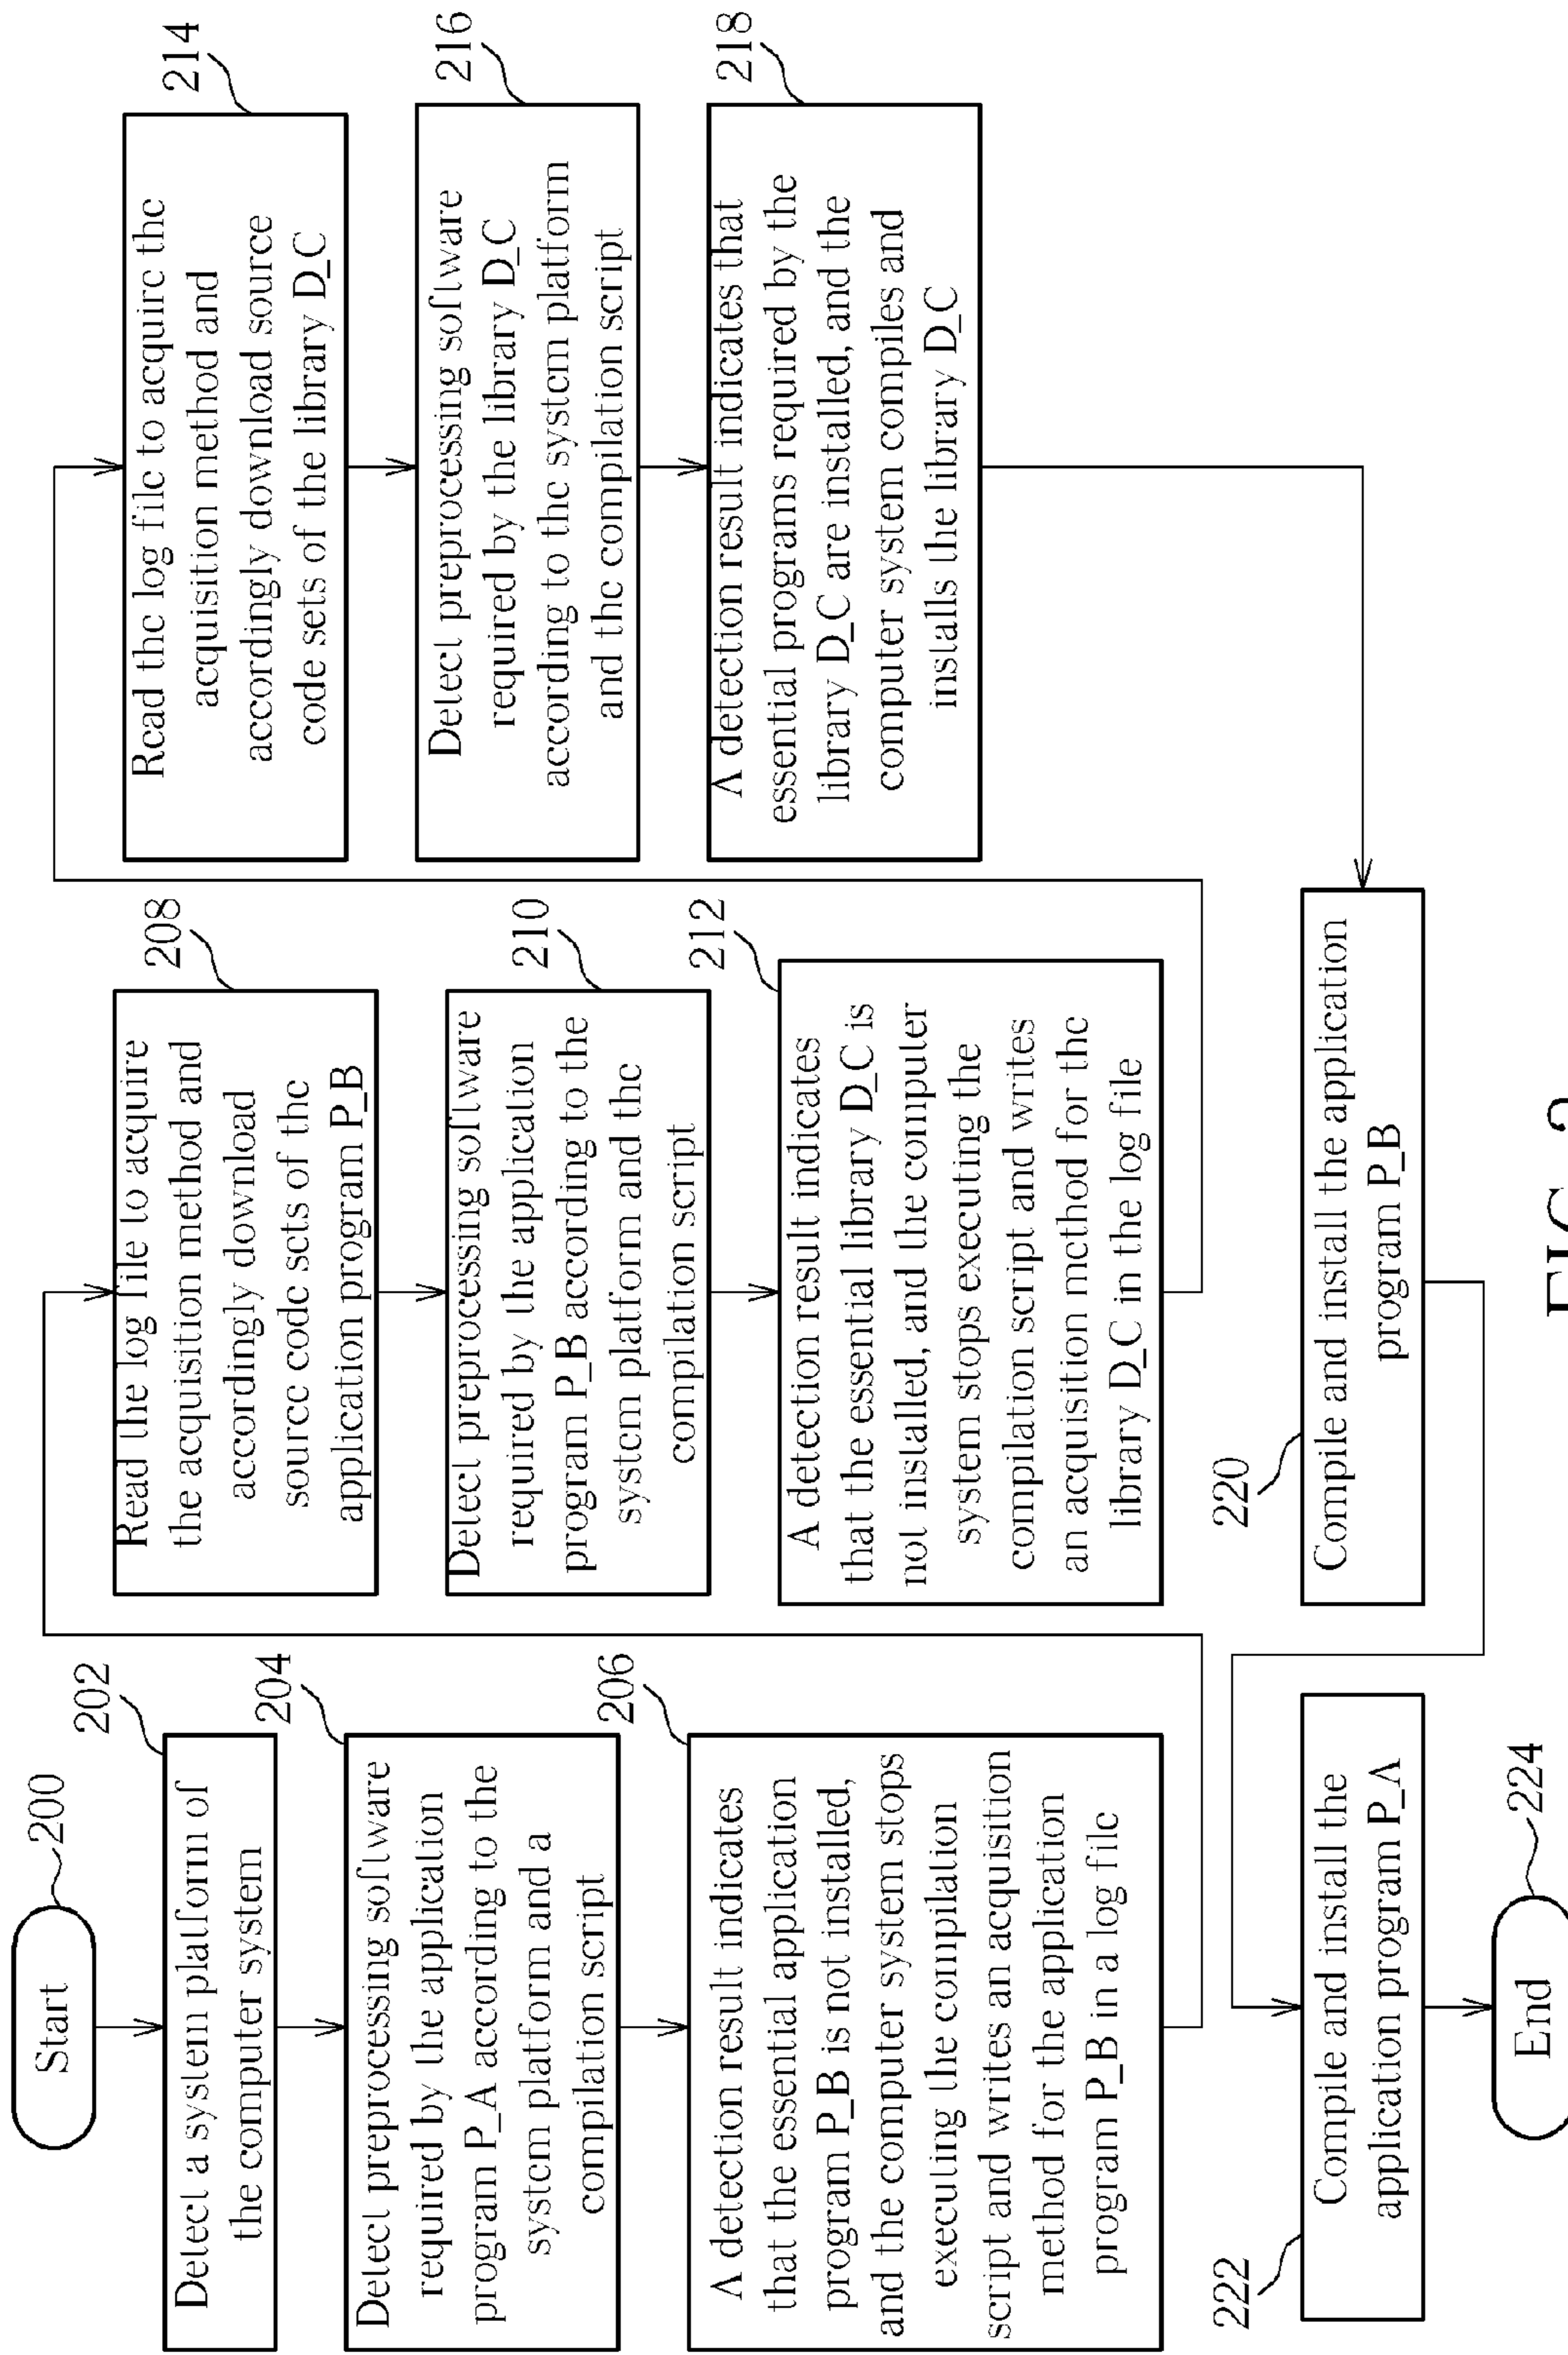 Start
200
Detect a system platform of
the computer system
202
Detect preprocessing software
required by the application
program P_A according to the
system platform and a
compilation script
204
A detection result indicates
that the essential application
program P_B is not installed,
and the computer system stops
executing the compilation
script and writes an acquisition
method for the application
program P_B in a log file
206
Read the log file to acquire
the acquisition method and
accordingly download
source code sets of the
application program P_B
208
Detect preprocessing software
required by the application
program P_B according to the
system platform and the
compilation script
210
A detection result indicates
that the essential library D_C is
not installed, and the computer
system stops executing the
compilation script and writes
an acquisition method for the
library D_C in the log file
212
Read the log file to acquire the
acquisition method and
accordingly download source
code sets of the library D_C
214
Detect preprocessing software
required by the library D_C
according to the system platform
and the compilation script
216
A detection result indicates that
essential programs required by the
library D_C are installed, and the
computer system compiles and
installs the library D_C
218
Compile and install the application
program P_B
220
Compile and install the
application program P_A
222
End
224